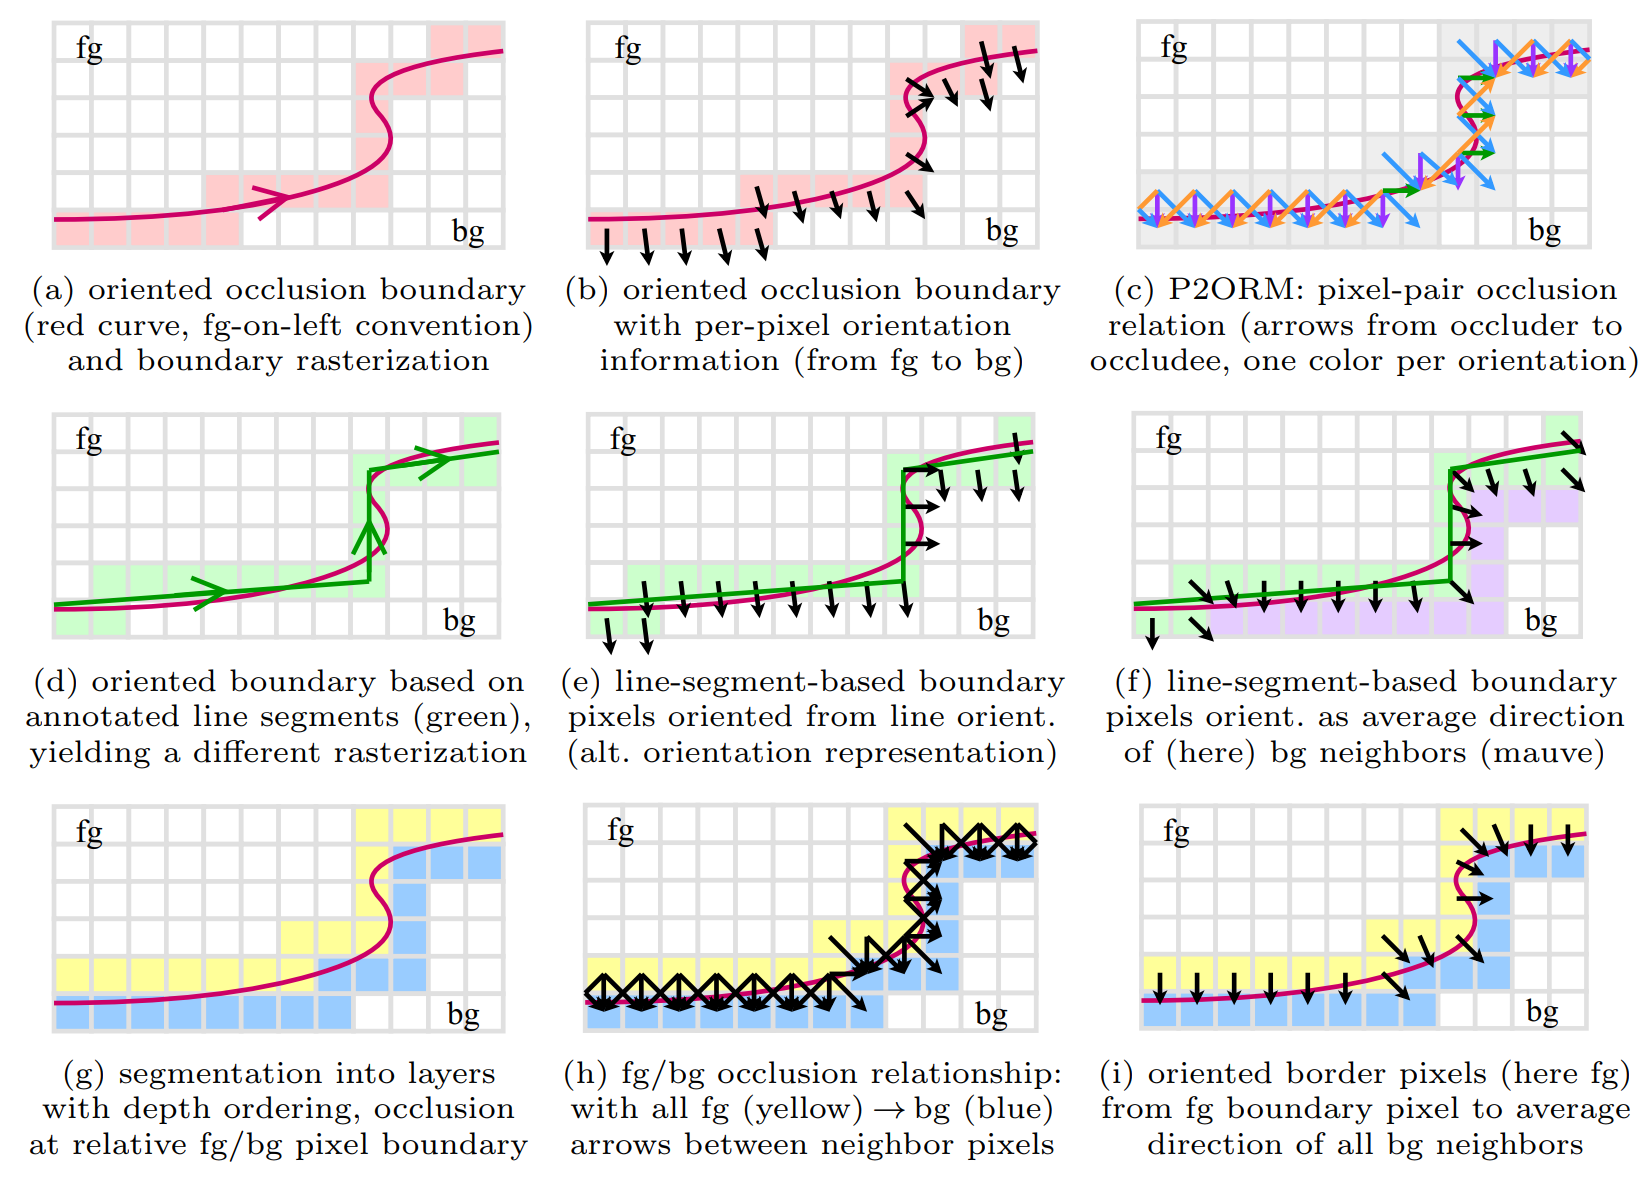 fg
bg
fg
bg
fg
bg
(a) oriented occlusion boundary
(red curve, fg-on-left convention)
and boundary rasterization
(b) oriented occlusion boundary
with per-pixel orientation
information (from fg to bg)
(c) P2ORM: pixel-pair occlusion
relation (arrows from occluder to
occludee, one color per orientation)
fg
bg
fg
bg
fg
bg
(d) oriented boundary based on
annotated line segments (green),
yielding a different rasterization
(e) line-segment-based boundary
pixels oriented from line orient.
(alt. orientation representation)
(f) line-segment-based boundary
pixels orient. as average direction
of (here) bg neighbors (mauve)
fg
bg
fg
bg
fg
bg
(g) segmentation into layers
with depth ordering, occlusion
at relative fg/bg pixel boundary
(h) fg/bg occlusion relationship:
with all fg (yellow) → bg (blue)
arrows between neighbor pixels
(i) oriented border pixels (here fg)
from fg boundary pixel to average
direction of all bg neighbors